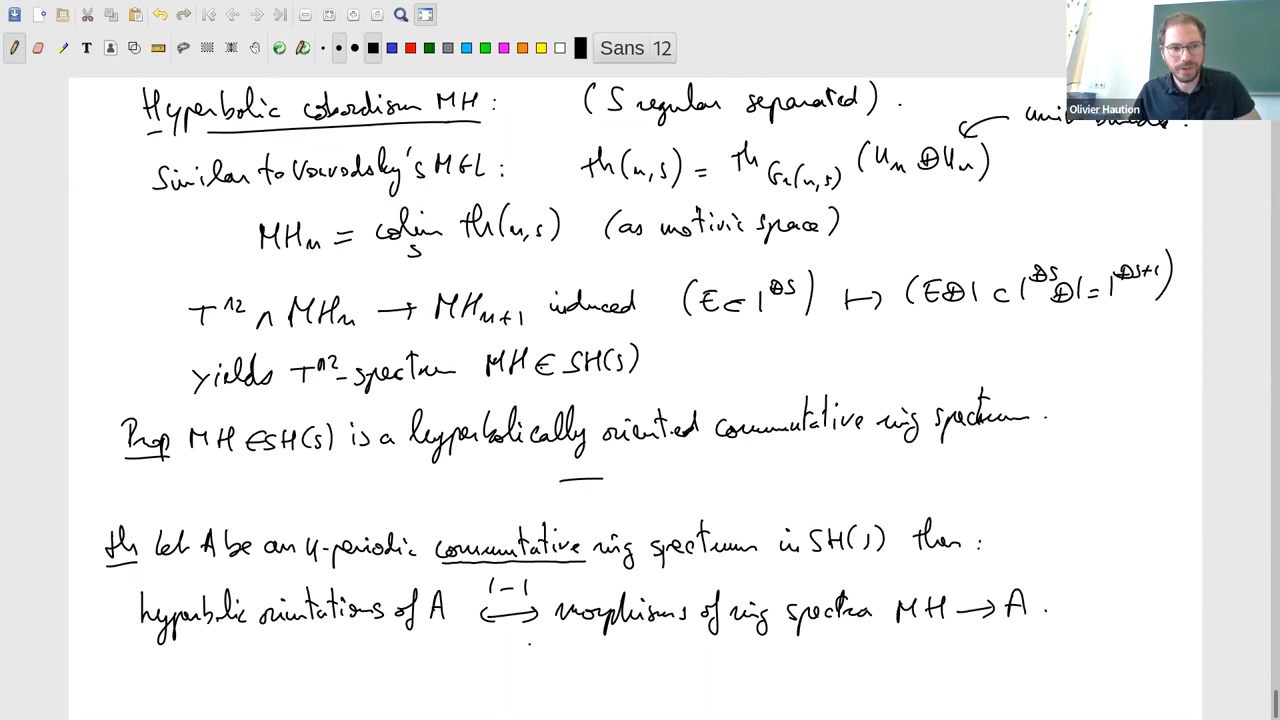 Sans 12
Olivier Haution
Hyperbolic cobordism MH : (S regular separated).
Similar to Voevodsky's MGL : th(n,s) = Th_{Gr(n,s)} (U_n ⊕ U_n)
MH_n = colim_s th(n,s) (as motivic space)
T^{∧2} ∧ MH_n → MH_{n+1} induced (E ⊂ 1^{⊕s}) ↦ (E⊕1 ⊂ 1^{⊕s}⊕1 = 1^{⊕s+1})
yields T^{∧2}-spectrum MH ∈ SH(S)
Prop MH ∈ SH(S) is a hyperbolically oriented commutative ring spectrum.
Th Let A be an η-periodic commutative ring spectrum in SH(S) then :
hyperbolic orientations of A ⟷ 1-1 morphisms of ring spectra MH → A .